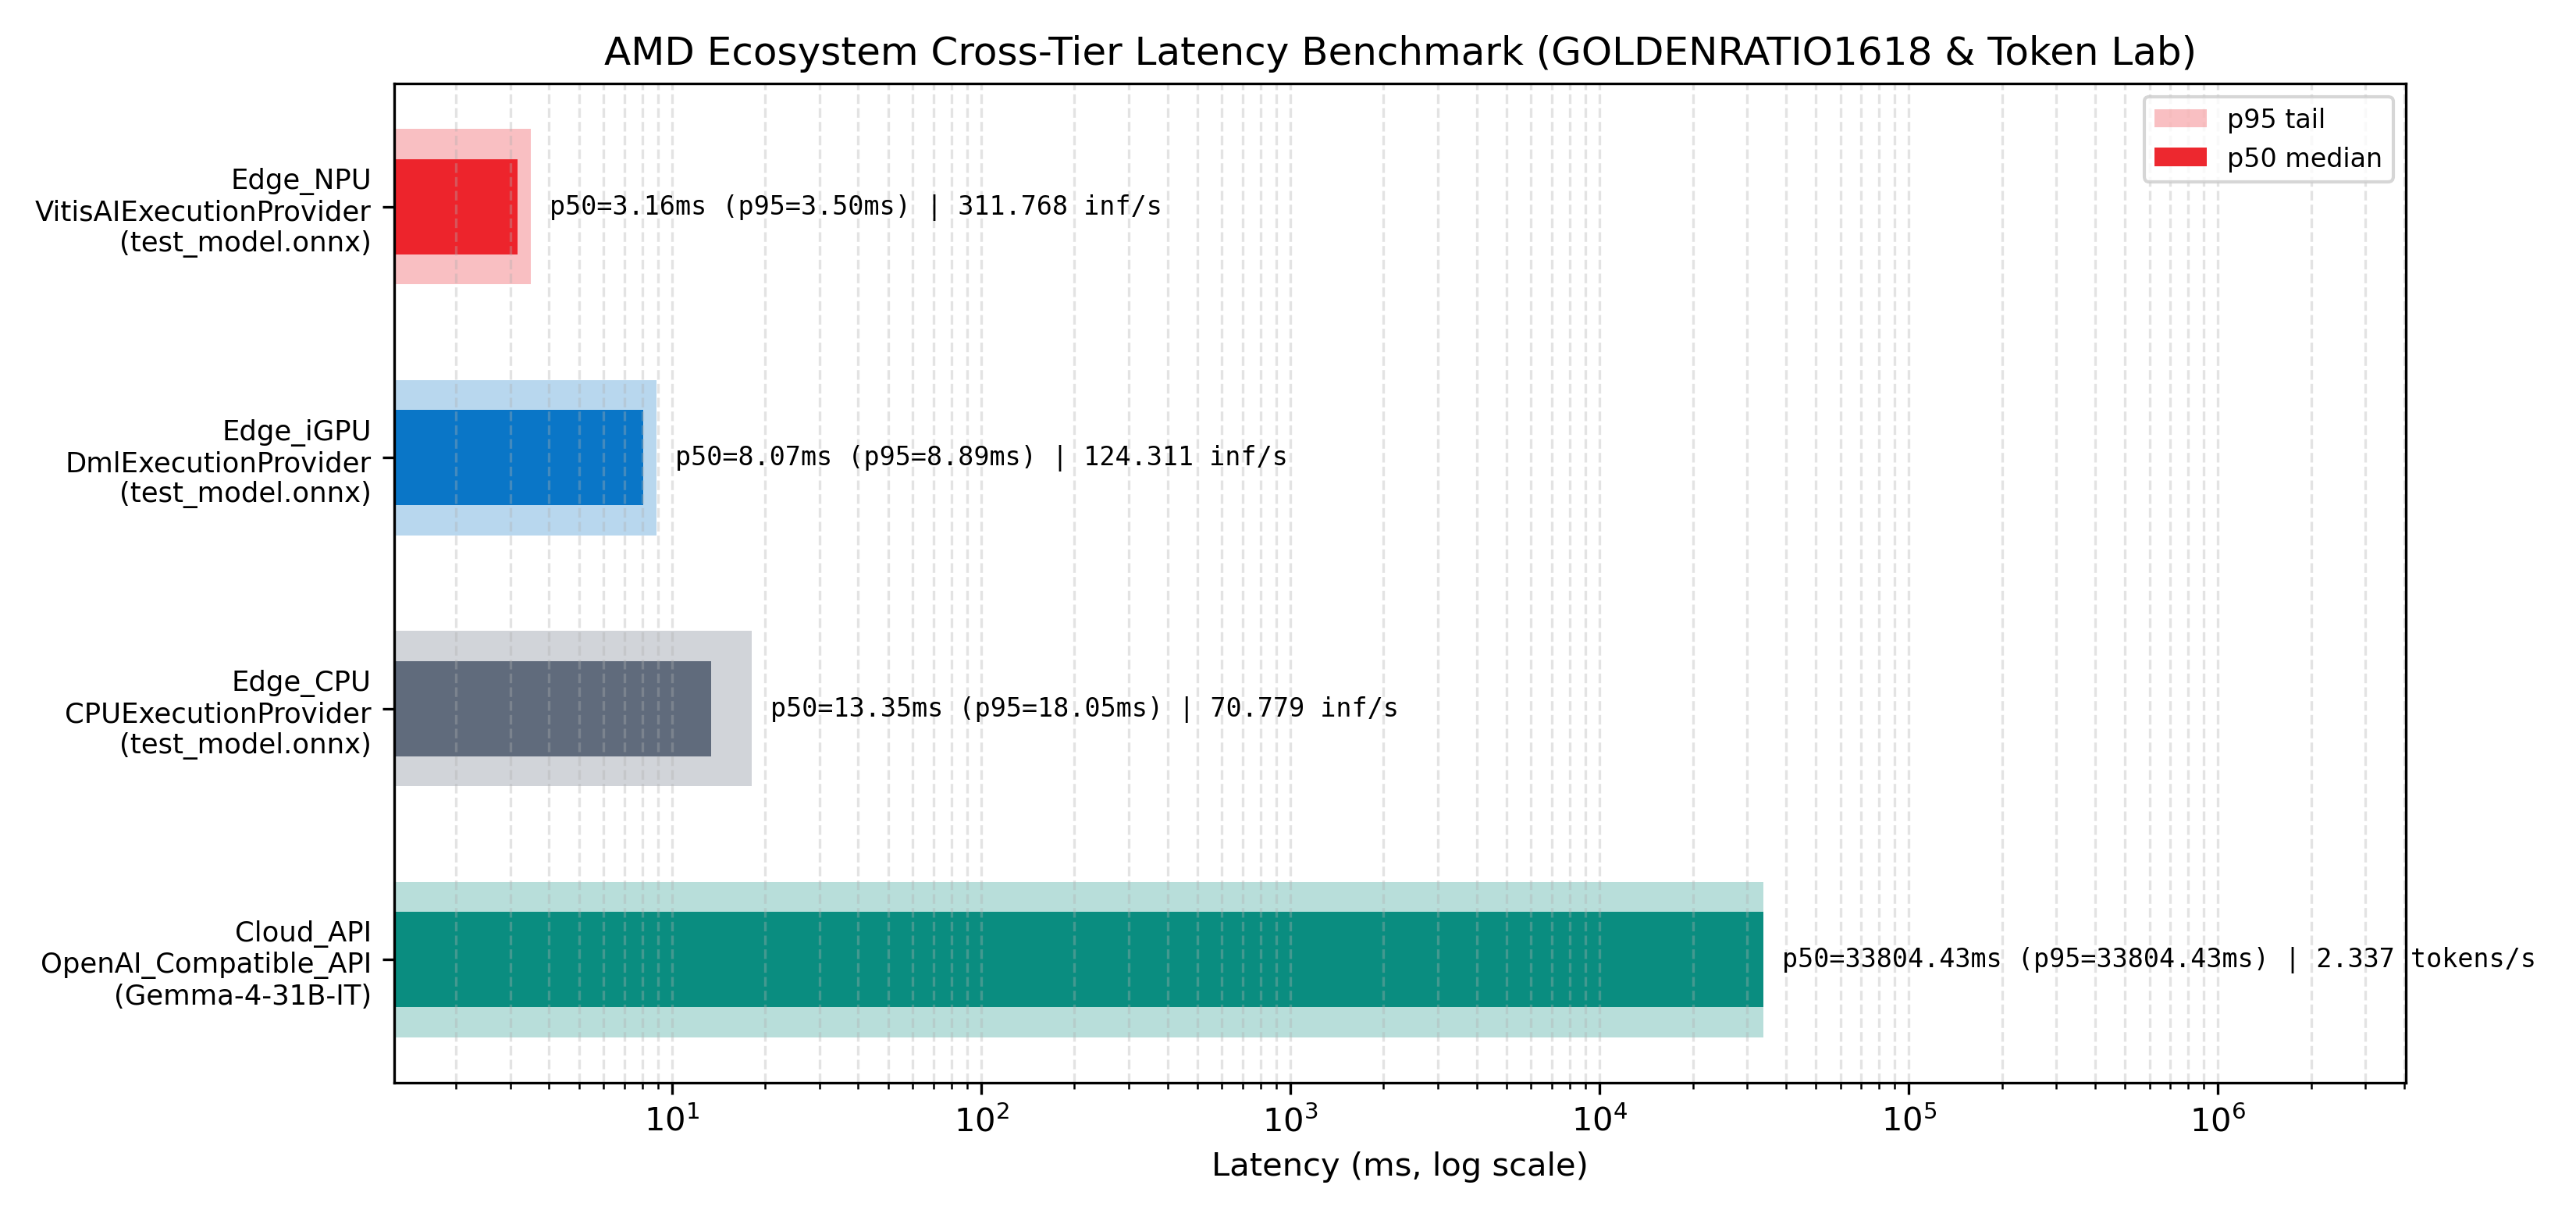 AMD Ecosystem Cross-Tier Latency Benchmark (GOLDENRATIO1618 & Token Lab)
p95 tail
p50 median
Edge_NPU
VitisAIExecutionProvider
(test_model.onnx)
p50=3.16ms (p95=3.50ms) | 311.768 inf/s
Edge_iGPU
DmlExecutionProvider
(test_model.onnx)
p50=8.07ms (p95=8.89ms) | 124.311 inf/s
Edge_CPU
CPUExecutionProvider
(test_model.onnx)
p50=13.35ms (p95=18.05ms) | 70.779 inf/s
Cloud_API
OpenAI_Compatible_API
(Gemma-4-31B-IT)
p50=33804.43ms (p95=33804.43ms) | 2.337 tokens/s
10¹ 10² 10³ 10⁴ 10⁵ 10⁶
Latency (ms, log scale)